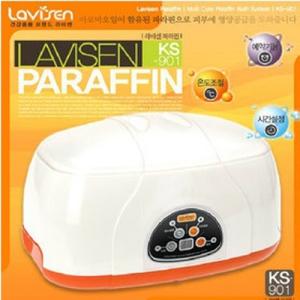 Lavisen
건강용품 브랜드 라비센
Lavisen Paraffin | Multi Care Paraffin Bath System | KS-901
아로마오일이 함유된 파라핀으로 피부에 영양공급을 도와줍니다
LAVISEN
KS
-901
| 라비센 파라핀 |
PARAFFIN
예약기능
온도조절
℃
시간설정
KS
901